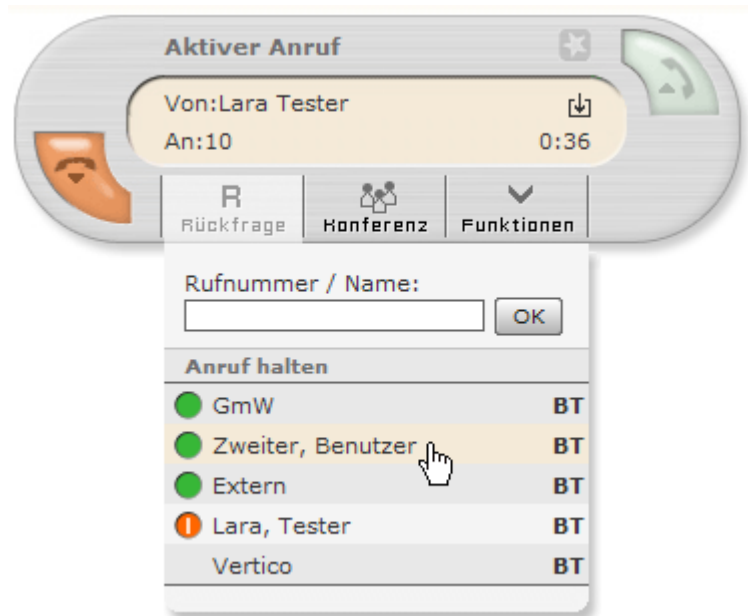 Aktiver Anruf
Von:Lara Tester
An:10 0:36
R
Rückfrage Konferenz Funktionen
Rufnummer / Name:
OK
Anruf halten
GmW BT
Zweiter, Benutzer BT
Extern BT
Lara, Tester BT
Vertico BT